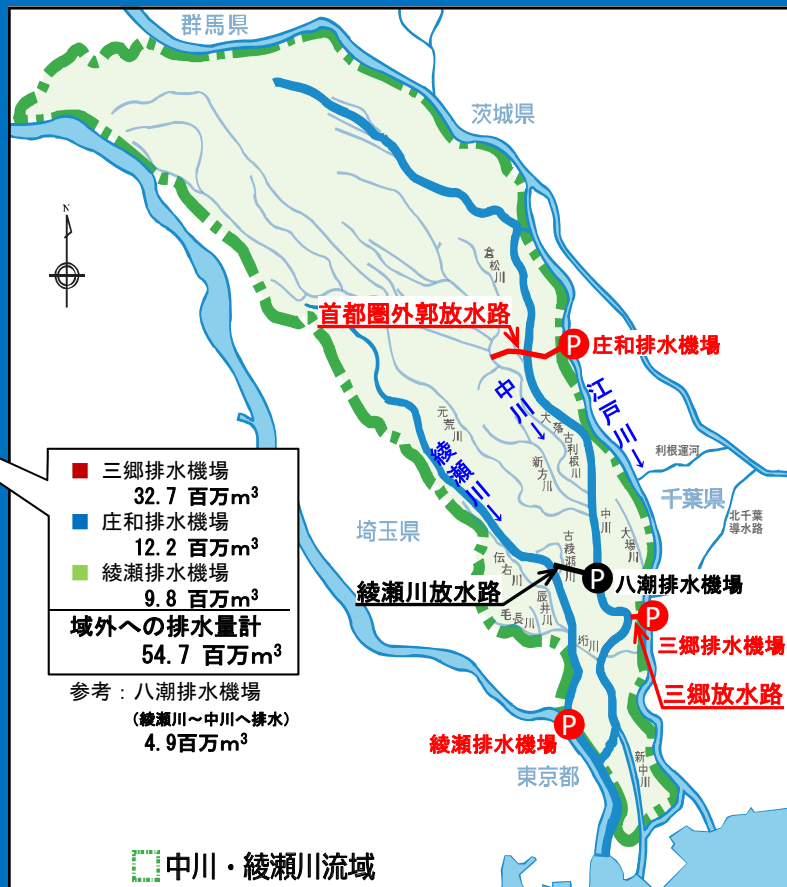 群馬県
茨城県
N
倉松川
首都圏外郭放水路
P
庄和排水機場
中川→
江戸川→
元荒川
大落古利根川
綾瀬川→
新方川
利根運河
千葉県
北千葉
導水路
■ 三郷排水機場
32.7 百万m³
■ 庄和排水機場
12.2 百万m³
■ 綾瀬排水機場
9.8 百万m³
域外への排水量計
54.7 百万m³
参考：八潮排水機場
（綾瀬川～中川へ排水）
4.9百万m³
埼玉県
中川
大場川
古綾瀬川
伝右川
綾瀬川放水路
辰井川
毛長川
P
八潮排水機場
P
三郷排水機場
垳川
三郷放水路
P
綾瀬排水機場
東京都
新中川
中川・綾瀬川流域